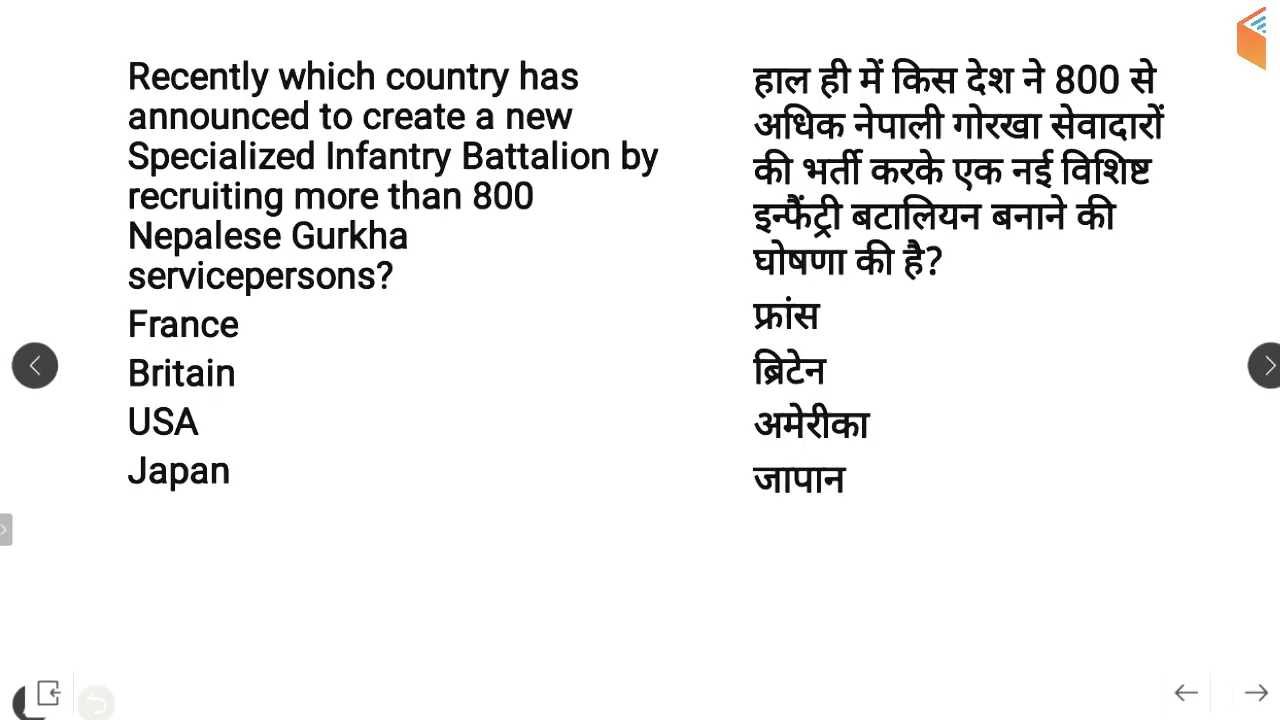 Recently which country has
announced to create a new
Specialized Infantry Battalion by
recruiting more than 800
Nepalese Gurkha
servicepersons?
France
Britain
USA
Japan
हाल ही में किस देश ने 800 से
अधिक नेपाली गोरखा सेवादारों
की भर्ती करके एक नई विशिष्ट
इन्फैंट्री बटालियन बनाने की
घोषणा की है?
फ्रांस
ब्रिटेन
अमेरीका
जापान